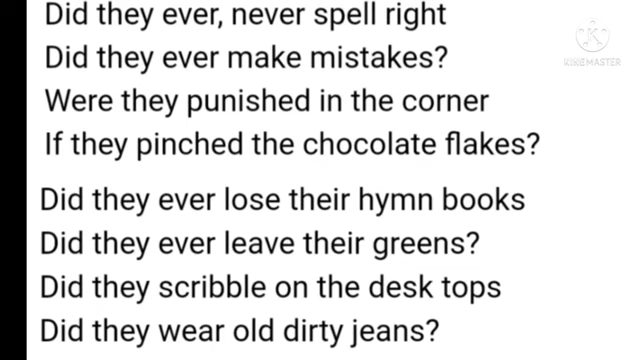 Did they ever, never spell right
KINEMASTER
Did they ever make mistakes?
Were they punished in the corner
If they pinched the chocolate flakes?
Did they ever lose their hymn books
Did they ever leave their greens?
Did they scribble on the desk tops
Did they wear old dirty jeans?